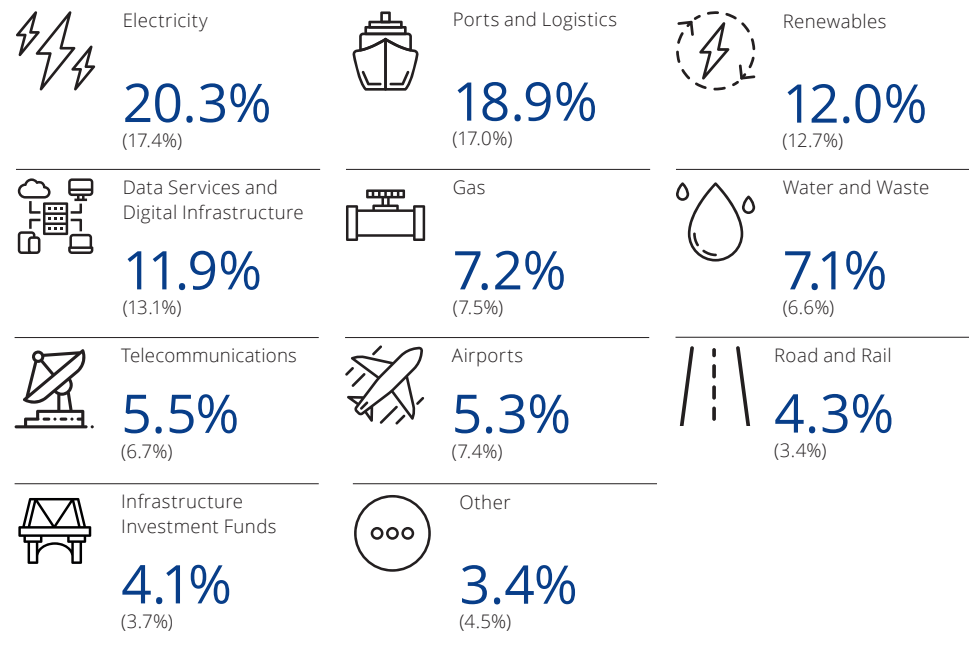 Electricity
20.3%
(17.4%)
Ports and Logistics
18.9%
(17.0%)
Renewables
12.0%
(12.7%)
Data Services and
Digital Infrastructure
11.9%
(13.1%)
Gas
7.2%
(7.5%)
Water and Waste
7.1%
(6.6%)
Telecommunications
5.5%
(6.7%)
Airports
5.3%
(7.4%)
Road and Rail
4.3%
(3.4%)
Infrastructure
Investment Funds
4.1%
(3.7%)
Other
3.4%
(4.5%)